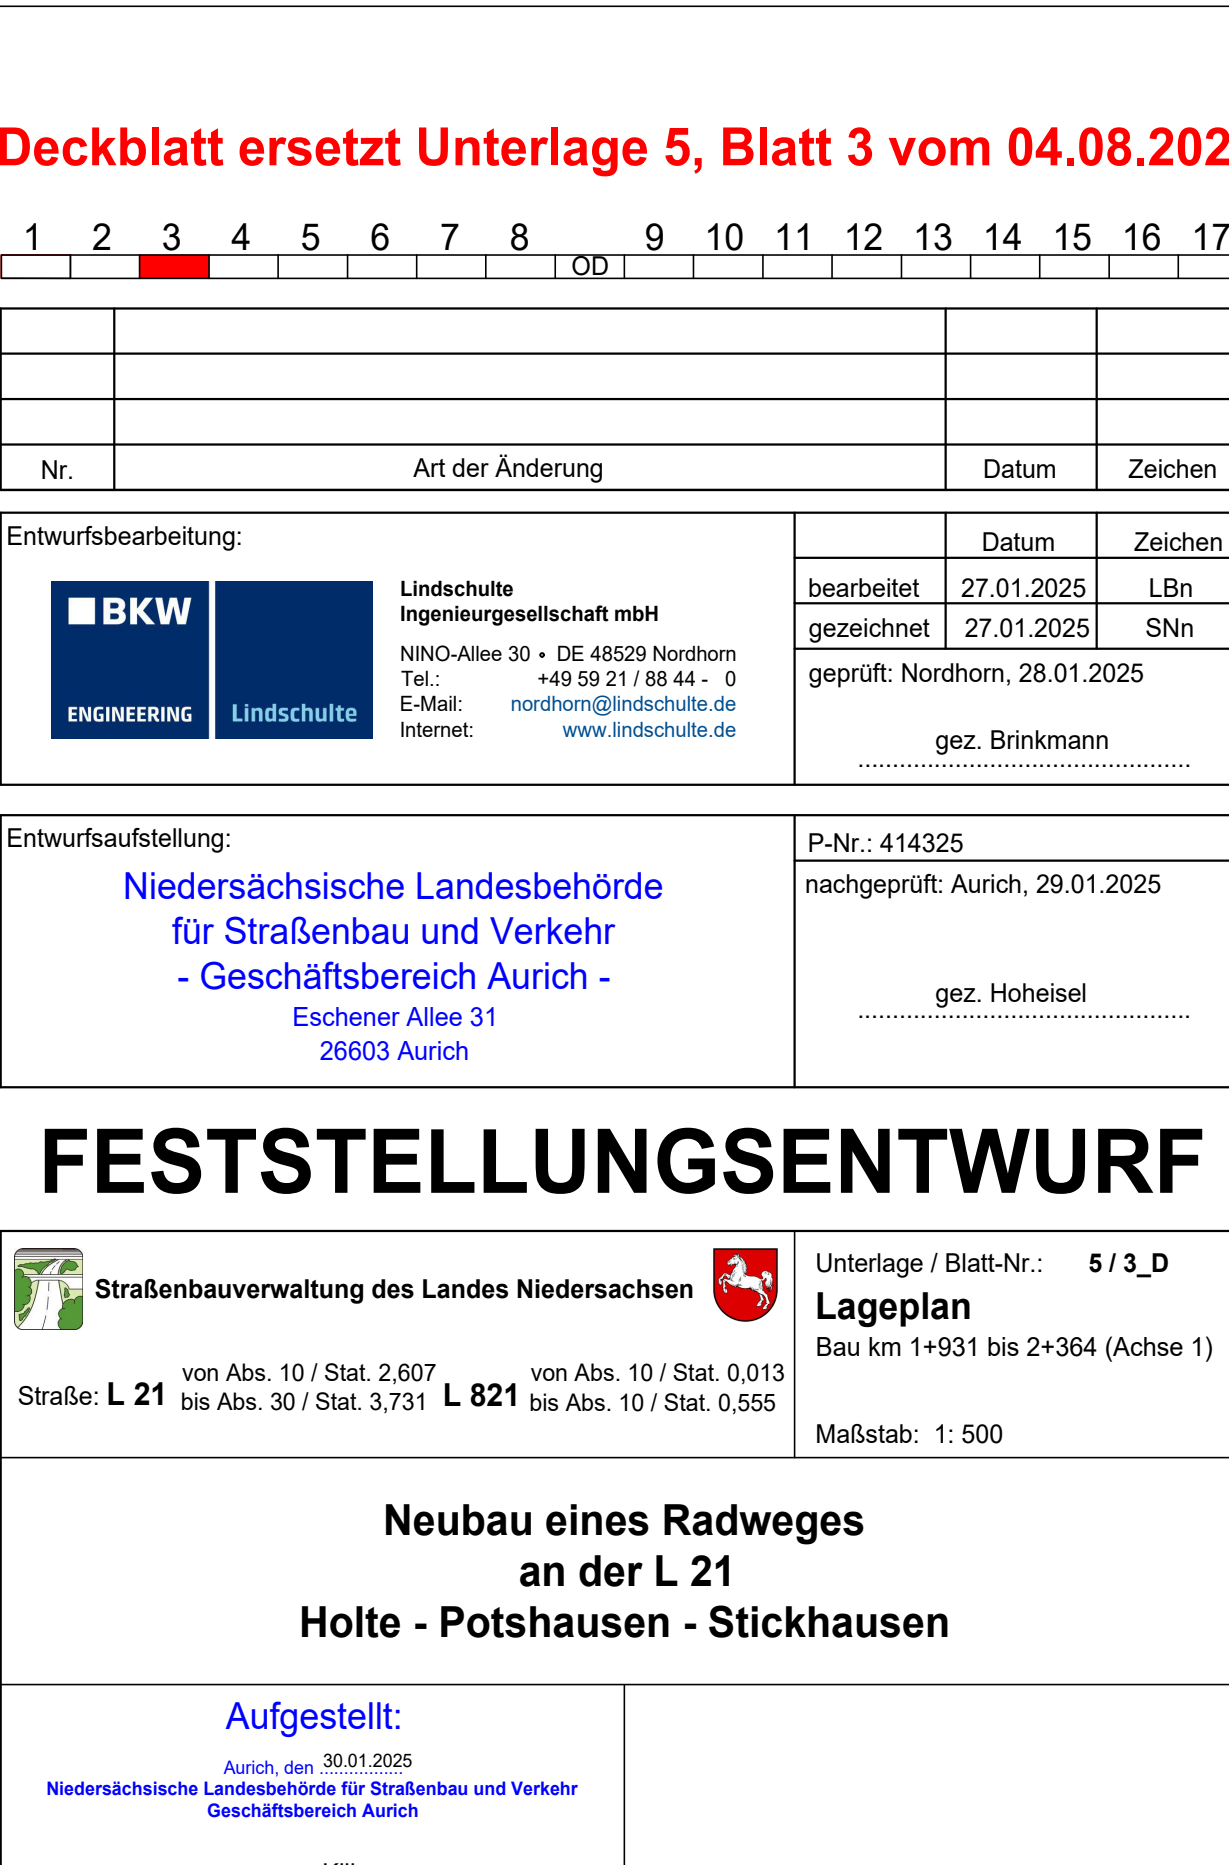 Deckblatt ersetzt Unterlage 5, Blatt 3 vom 04.08.202
1 2 3 4 5 6 7 8 9 10 11 12 13 14 15 16 17
OD
Nr. Art der Änderung Datum Zeichen
Entwurfsbearbeitung:
BKW
ENGINEERING
Lindschulte
Lindschulte
Ingenieurgesellschaft mbH
NINO-Allee 30 • DE 48529 Nordhorn
Tel.: +49 59 21 / 88 44 - 0
E-Mail: nordhorn@lindschulte.de
Internet: www.lindschulte.de
Datum Zeichen
bearbeitet 27.01.2025 LBn
gezeichnet 27.01.2025 SNn
geprüft: Nordhorn, 28.01.2025
gez. Brinkmann
Entwurfsaufstellung:
Niedersächsische Landesbehörde
für Straßenbau und Verkehr
- Geschäftsbereich Aurich -
Eschener Allee 31
26603 Aurich
P-Nr.: 414325
nachgeprüft: Aurich, 29.01.2025
gez. Hoheisel
FESTSTELLUNGSENTWURF
Straßenbauverwaltung des Landes Niedersachsen
Straße: L 21 von Abs. 10 / Stat. 2,607
bis Abs. 30 / Stat. 3,731
L 821 von Abs. 10 / Stat. 0,013
bis Abs. 10 / Stat. 0,555
Unterlage / Blatt-Nr.: 5 / 3_D
Lageplan
Bau km 1+931 bis 2+364 (Achse 1)
Maßstab: 1: 500
Neubau eines Radweges
an der L 21
Holte - Potshausen - Stickhausen
Aufgestellt:
Aurich, den 30.01.2025
Niedersächsische Landesbehörde für Straßenbau und Verkehr
Geschäftsbereich Aurich